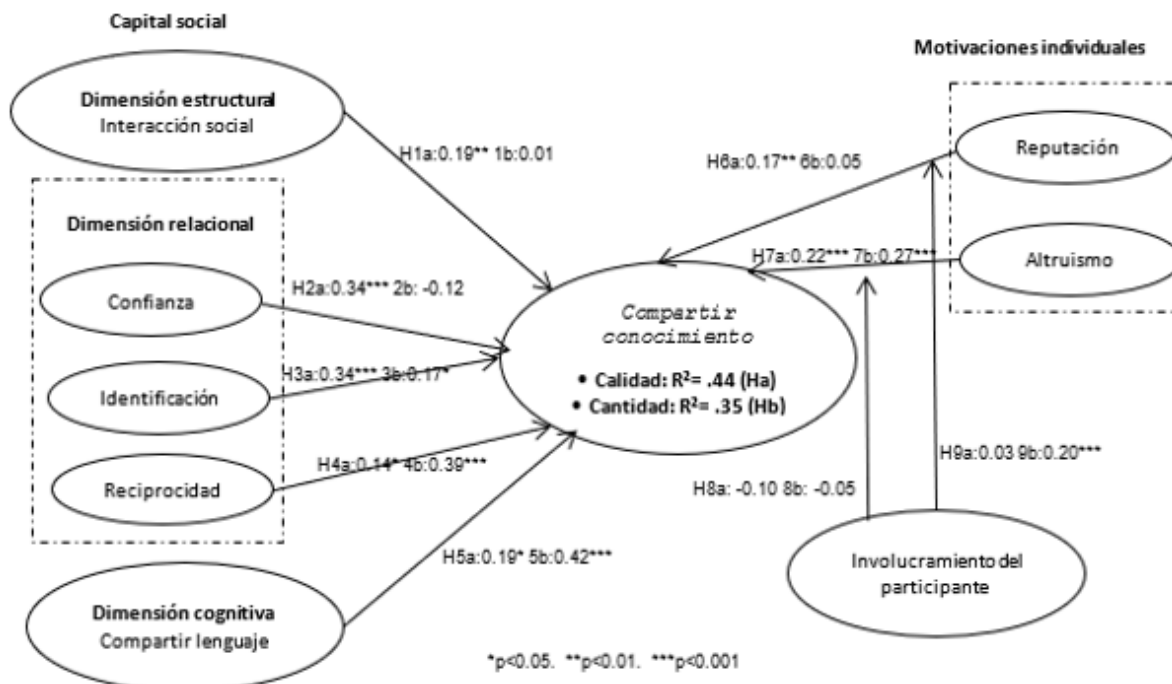 Capital social
Dimensión estructural
Interacción social
H1a:0.19** 1b:0.01
Dimensión relacional
Confianza
H2a:0.34*** 2b: -0.12
Identificación
H3a:0.34*** 3b:0.17*
Reciprocidad
H4a:0.14* 4b:0.39***
Dimensión cognitiva
Compartir lenguaje
H5a:0.19* 5b:0.42***
Compartir
conocimiento
• Calidad: R²= .44 (Ha)
• Cantidad: R²= .35 (Hb)
Motivaciones individuales
Reputación
H6a:0.17** 6b:0.05
Altruismo
H7a:0.22*** 7b:0.27***
H8a: -0.10 8b: -0.05
H9a:0.03 9b:0.20***
Involucramiento del
participante
*p<0.05. **p<0.01. ***p<0.001